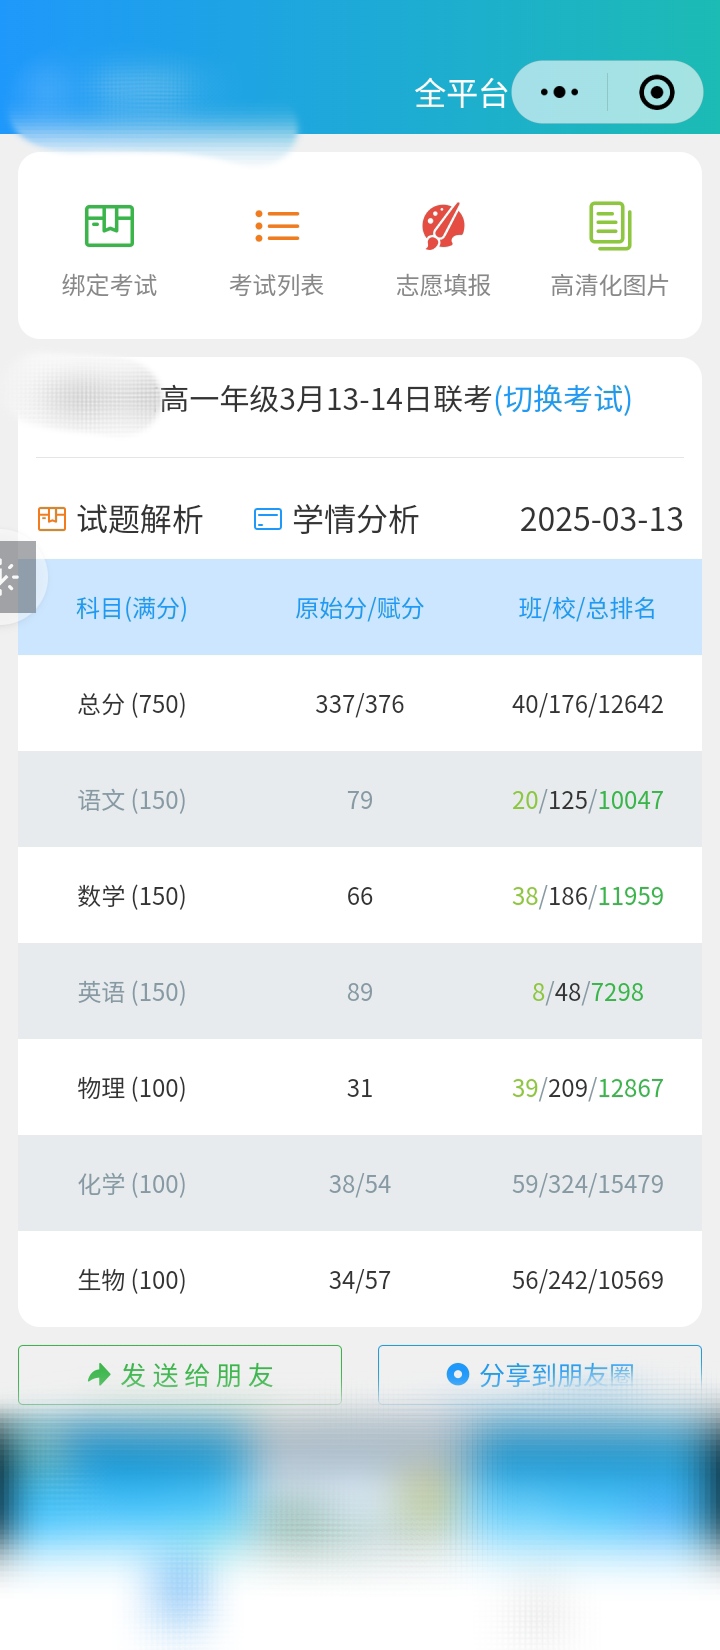 全平台
绑定考试 考试列表 志愿填报 高清化图片
高一年级3月13-14日联考(切换考试)
试题解析 学情分析 2025-03-13
科目(满分) 原始分/赋分 班/校/总排名
总分 (750) 337/376 40/176/12642
语文 (150) 79 20/125/10047
数学 (150) 66 38/186/11959
英语 (150) 89 8/48/7298
物理 (100) 31 39/209/12867
化学 (100) 38/54 59/324/15479
生物 (100) 34/57 56/242/10569
发送给朋友 分享到朋友圈